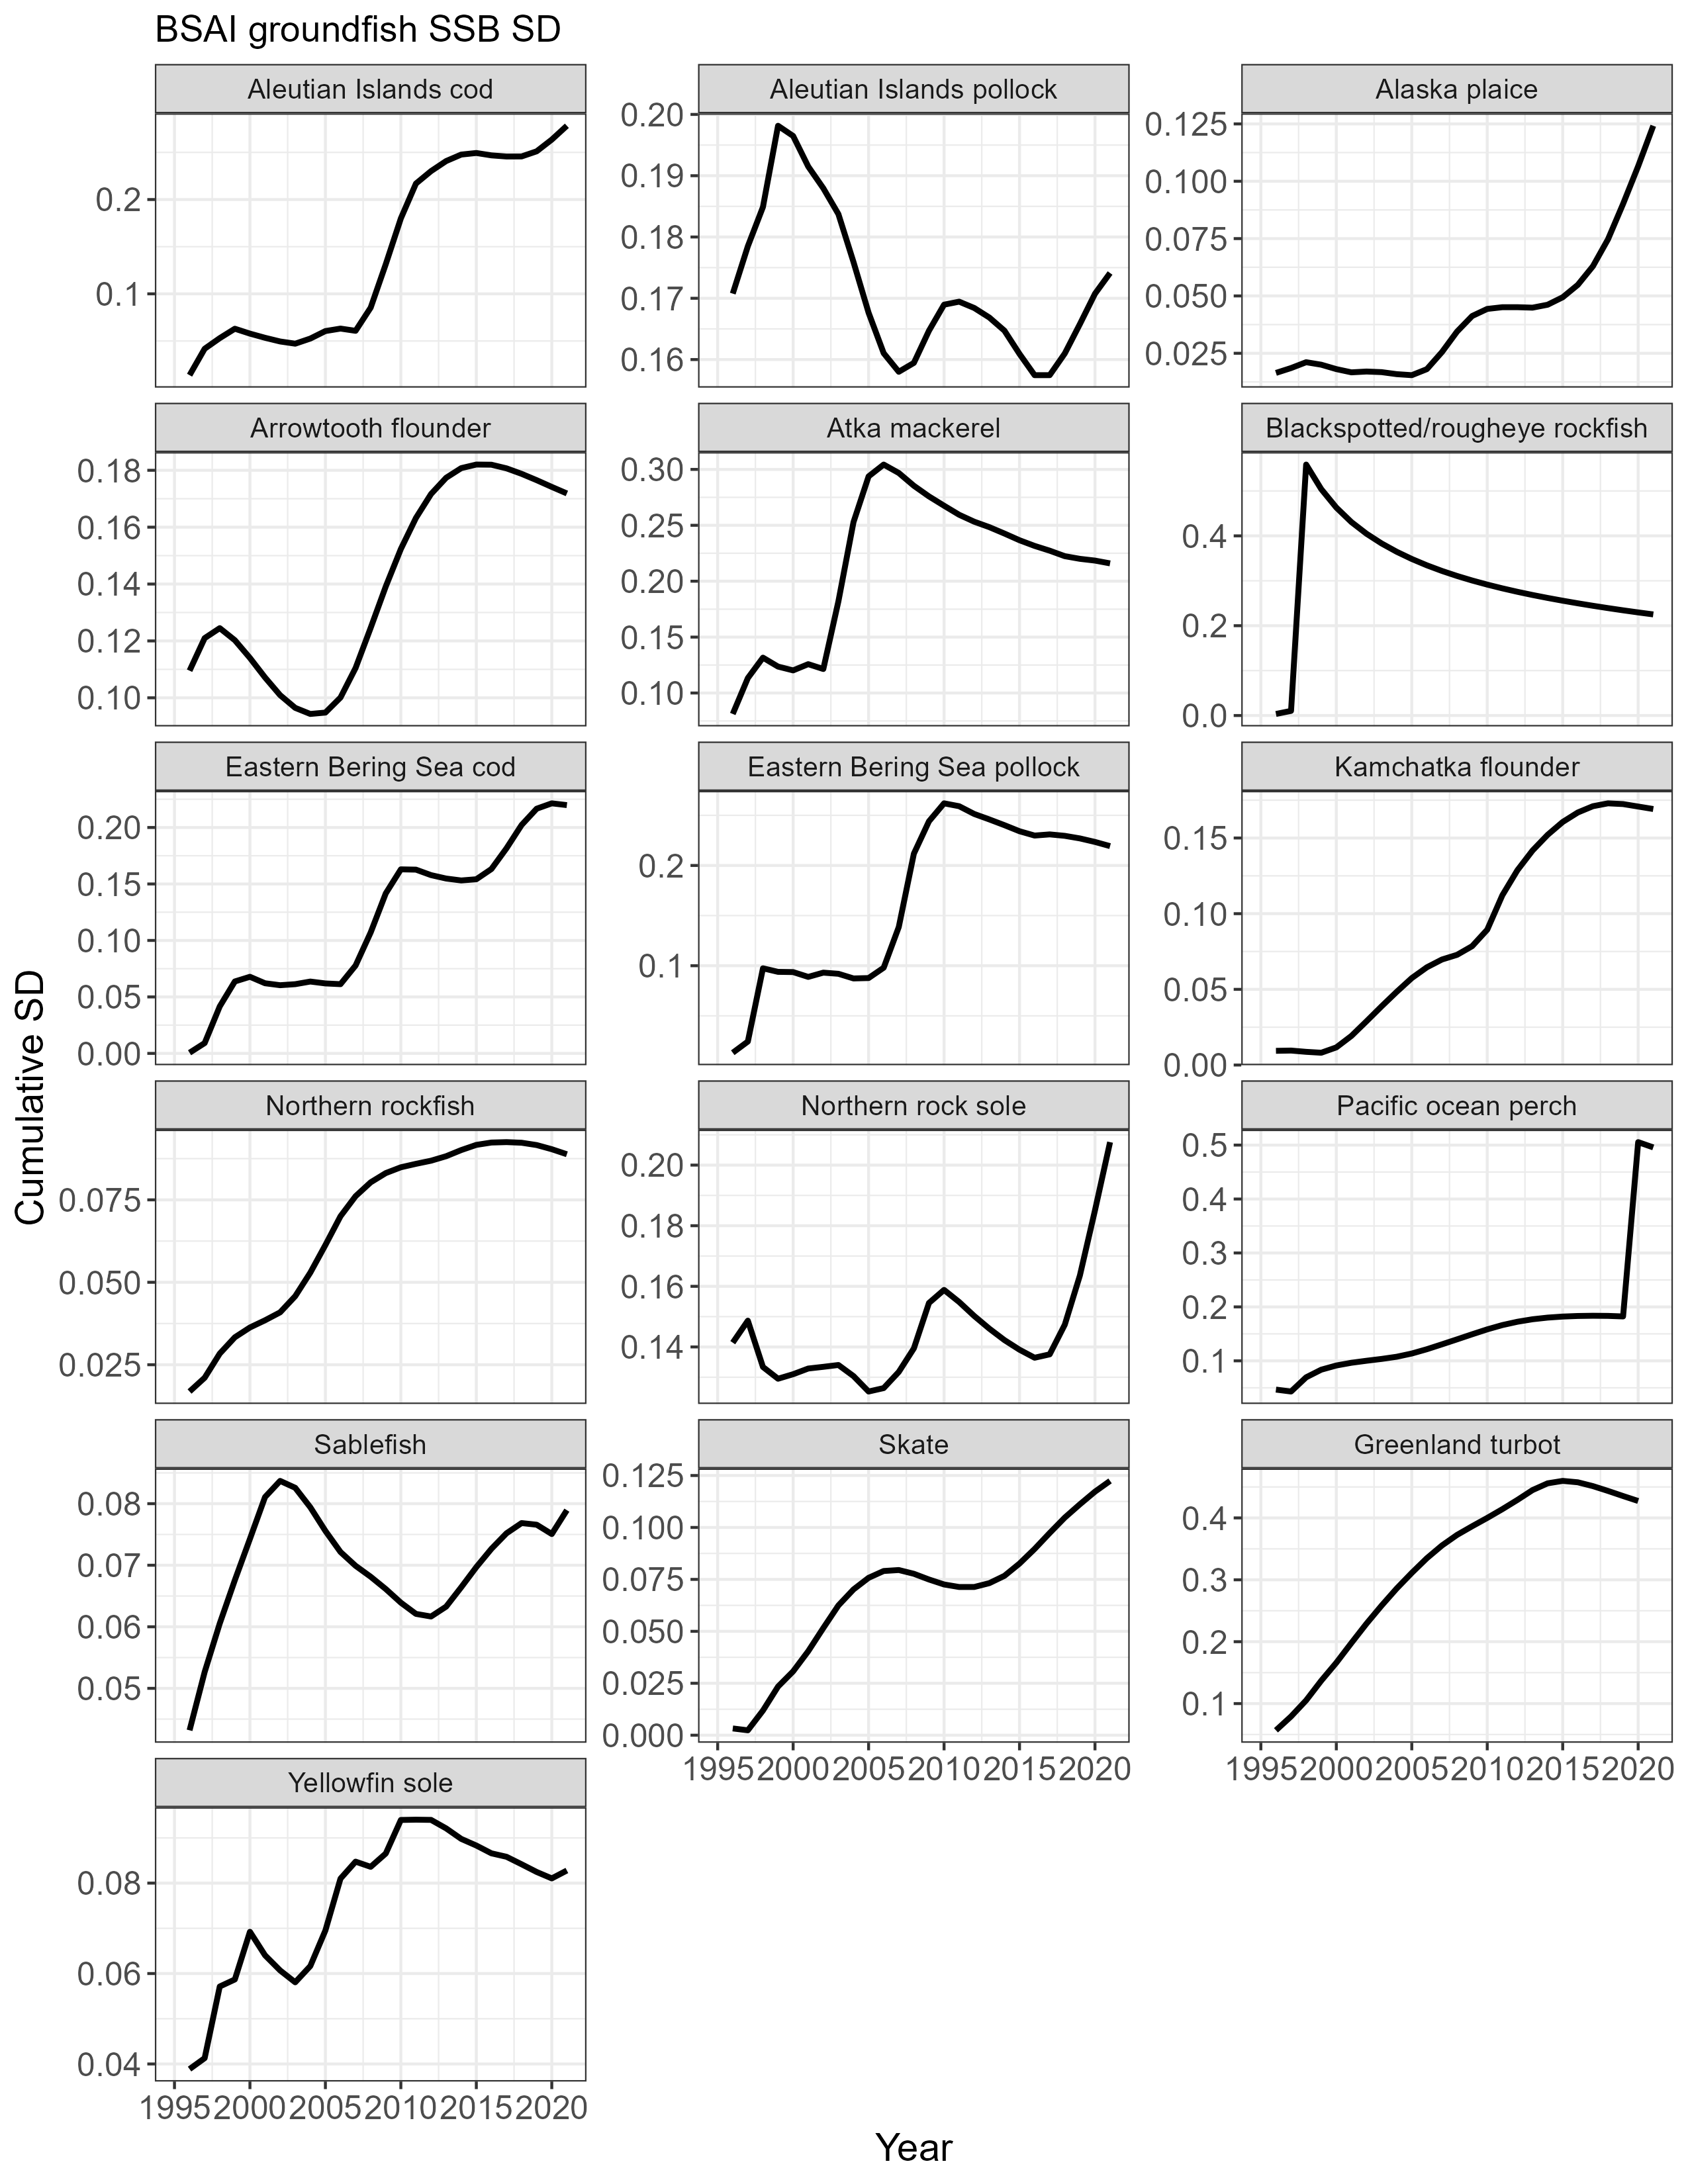 BSAI groundfish SSB SD
Aleutian Islands cod
0.2
0.1
Aleutian Islands pollock
0.20
0.19
0.18
0.17
0.16
Alaska plaice
0.125
0.100
0.075
0.050
0.025
Arrowtooth flounder
0.18
0.16
0.14
0.12
0.10
Atka mackerel
0.30
0.25
0.20
0.15
0.10
Blackspotted/rougheye rockfish
0.4
0.2
0.0
Eastern Bering Sea cod
0.20
0.15
0.10
0.05
0.00
Eastern Bering Sea pollock
0.2
0.1
Kamchatka flounder
0.15
0.10
0.05
0.00
Cumulative SD
Northern rockfish
0.075
0.050
0.025
Northern rock sole
0.20
0.18
0.16
0.14
Pacific ocean perch
0.5
0.4
0.3
0.2
0.1
Sablefish
0.08
0.07
0.06
0.05
Skate
0.125
0.100
0.075
0.050
0.025
0.000
1995 2000 2005 2010 2015 2020
Greenland turbot
0.4
0.3
0.2
0.1
1995 2000 2005 2010 2015 2020
Yellowfin sole
0.08
0.06
0.04
1995 2000 2005 2010 2015 2020
Year